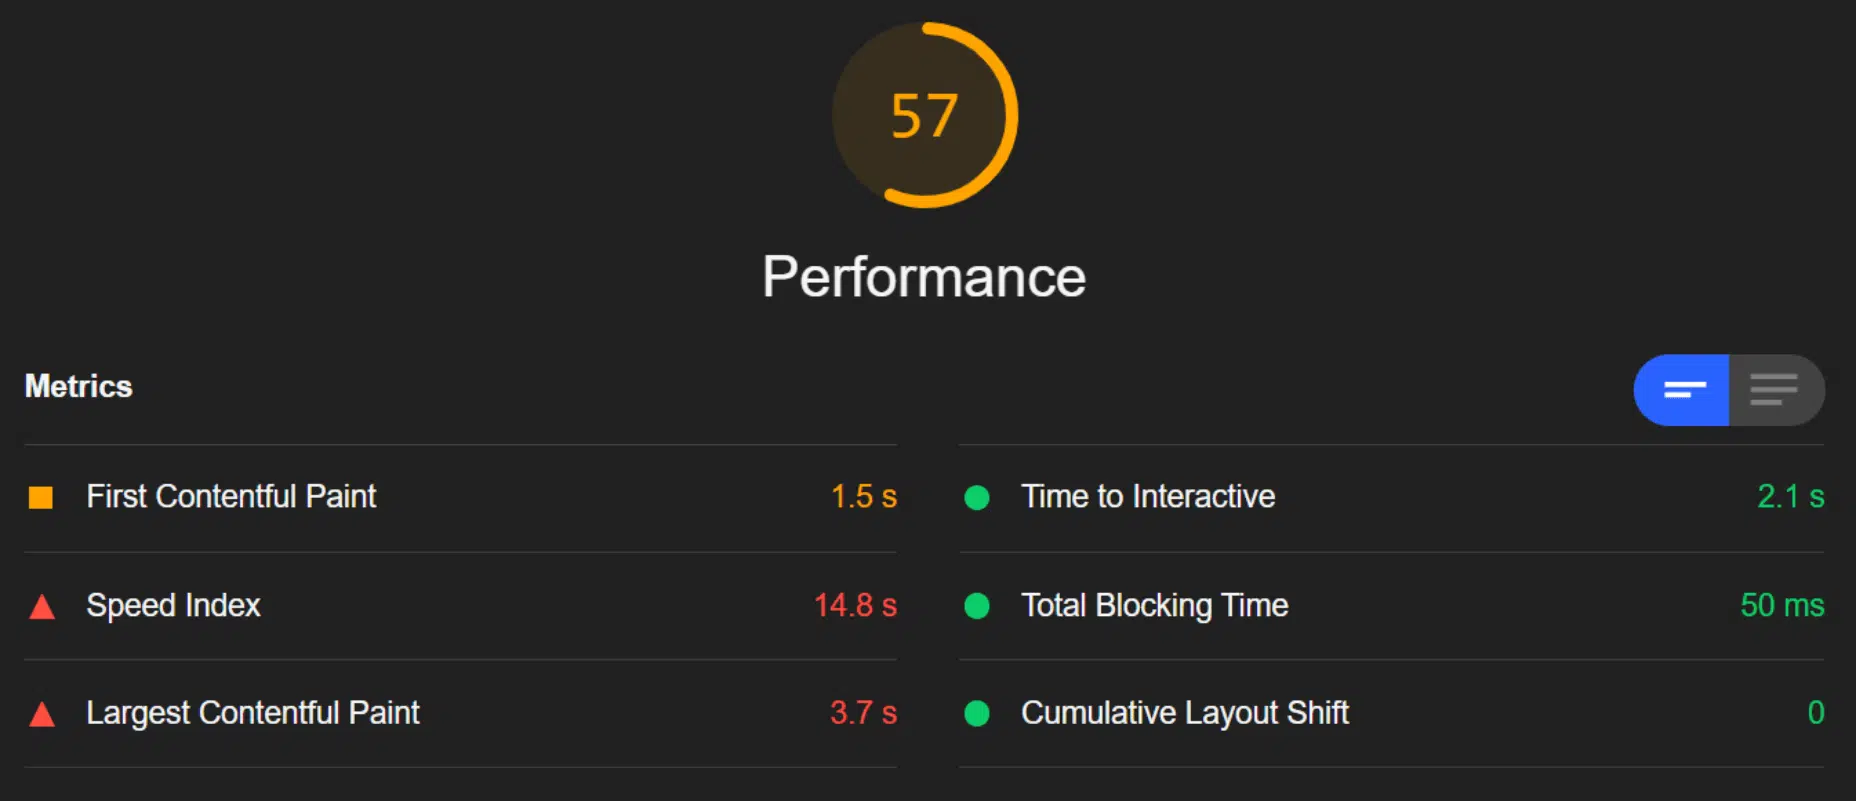 57
Performance
Metrics
First Contentful Paint 1.5 s
Time to Interactive 2.1 s
Speed Index 14.8 s
Total Blocking Time 50 ms
Largest Contentful Paint 3.7 s
Cumulative Layout Shift 0